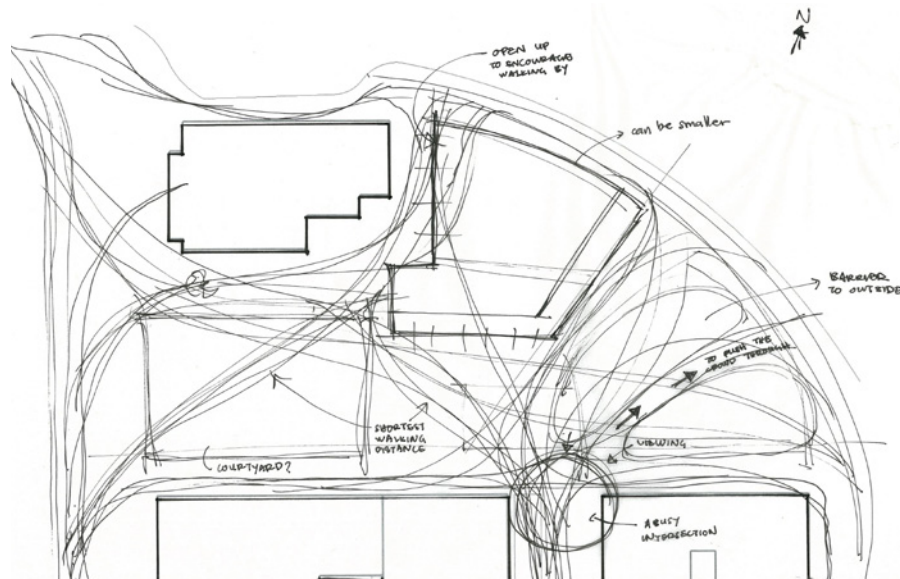 N
OPEN UP
TO ENCOURAGE
WALKING BY
can be smaller
BARRIER
TO OUTSIDE
TO PUSH THE
CROWD THROUGH
SHORTEST
WALKING
DISTANCE
VIEWING
COURTYARD?
A BUSY
INTERSECTION